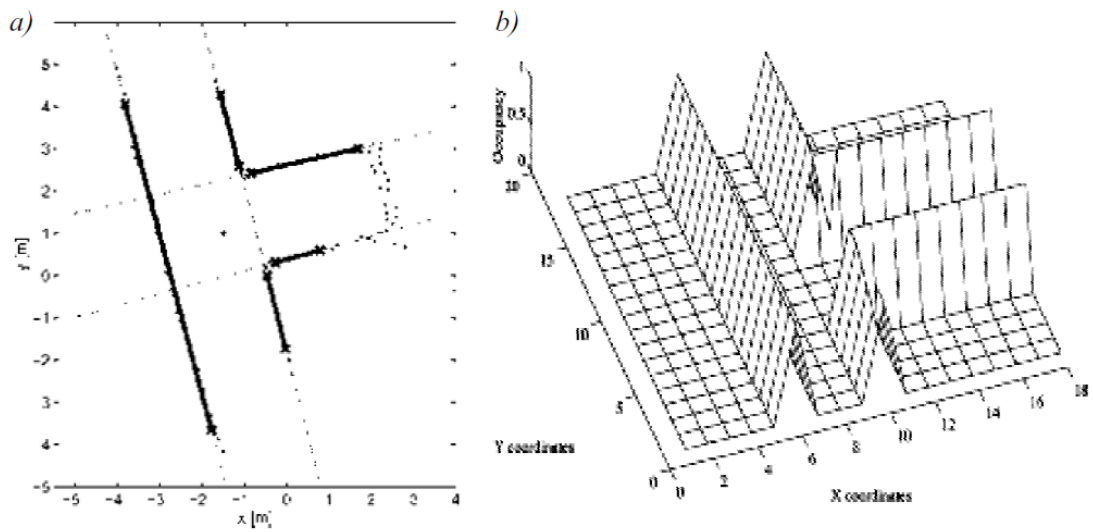 a)
5
4
3
2
1
0
-1
-2
-3
4
-5
y [m]
-5 -4 -3 -2 -1 0 1 2 3 4
x [m]
b)
1
0.5
0
Occupancy
20
15
10
5
0
Y coordinates
0 2 4 6 8 10 12 14 16 18
X coordinates